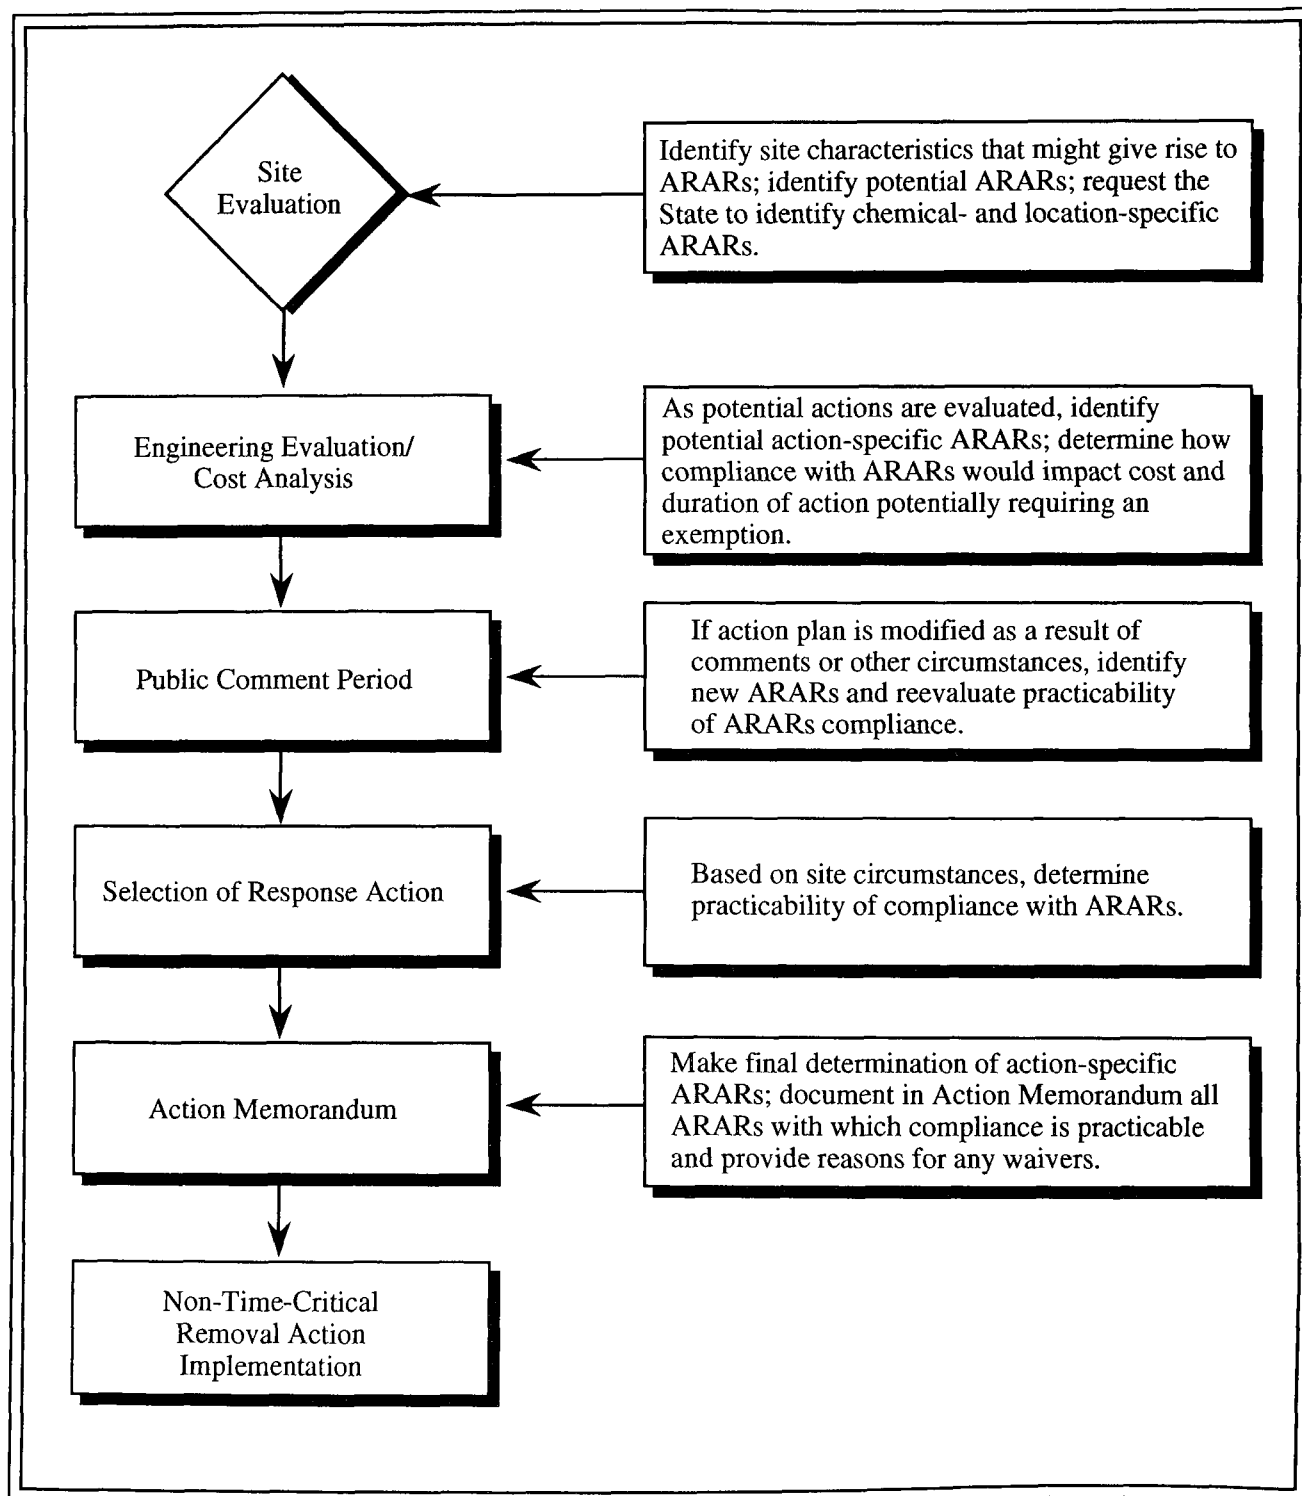 Site
Evaluation
Identify site characteristics that might give rise to
ARARs; identify potential ARARs; request the
State to identify chemical- and location-specific
ARARs.
Engineering Evaluation/
Cost Analysis
As potential actions are evaluated, identify
potential action-specific ARARs; determine how
compliance with ARARs would impact cost and
duration of action potentially requiring an
exemption.
Public Comment Period
If action plan is modified as a result of
comments or other circumstances, identify
new ARARs and reevaluate practicability
of ARARs compliance.
Selection of Response Action
Based on site circumstances, determine
practicability of compliance with ARARs.
Action Memorandum
Make final determination of action-specific
ARARs; document in Action Memorandum all
ARARs with which compliance is practicable
and provide reasons for any waivers.
Non-Time-Critical
Removal Action
Implementation